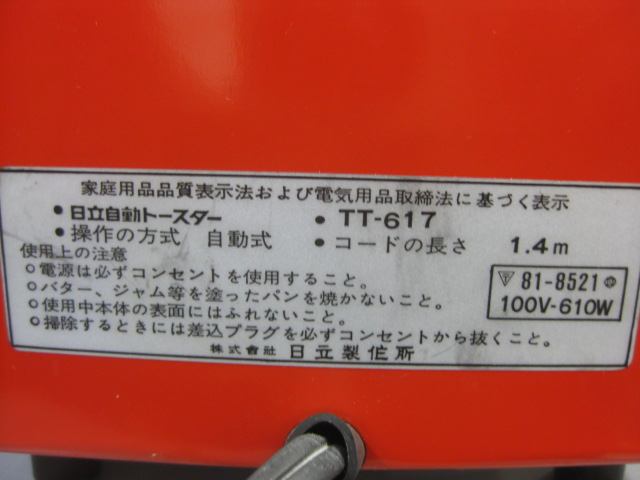 家庭用品品質表示法および電気用品取締法に基づく表示
• 日立自動トースター • TT-617
• 操作の方式 自動式 • コードの長さ 1.4m
使用上の注意
○電源は必ずコンセントを使用すること。
○バター、ジャム等を塗ったパンを焼かないこと。
○使用中本体の表面にはふれないこと。
○掃除するときには差込プラグを必ずコンセントから抜くこと。
81-8521
100V-610W
株式會社 日立製作所